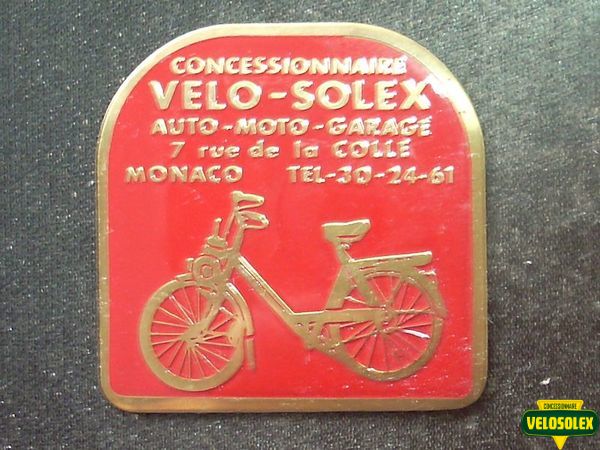 CONCESSIONNAIRE
VELO-SOLEX
AUTO-MOTO-GARAGE
7 rue de la COLLE
MONACO TEL-30-24-61
CONCESSIONNAIRE
VELOSOLEX